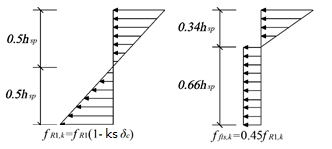 0.5hsp
0.5hsp
fR1,k=fR1(1- ks δc)
0.34hsp
0.66hsp
ffts,k=0.45fR1,k